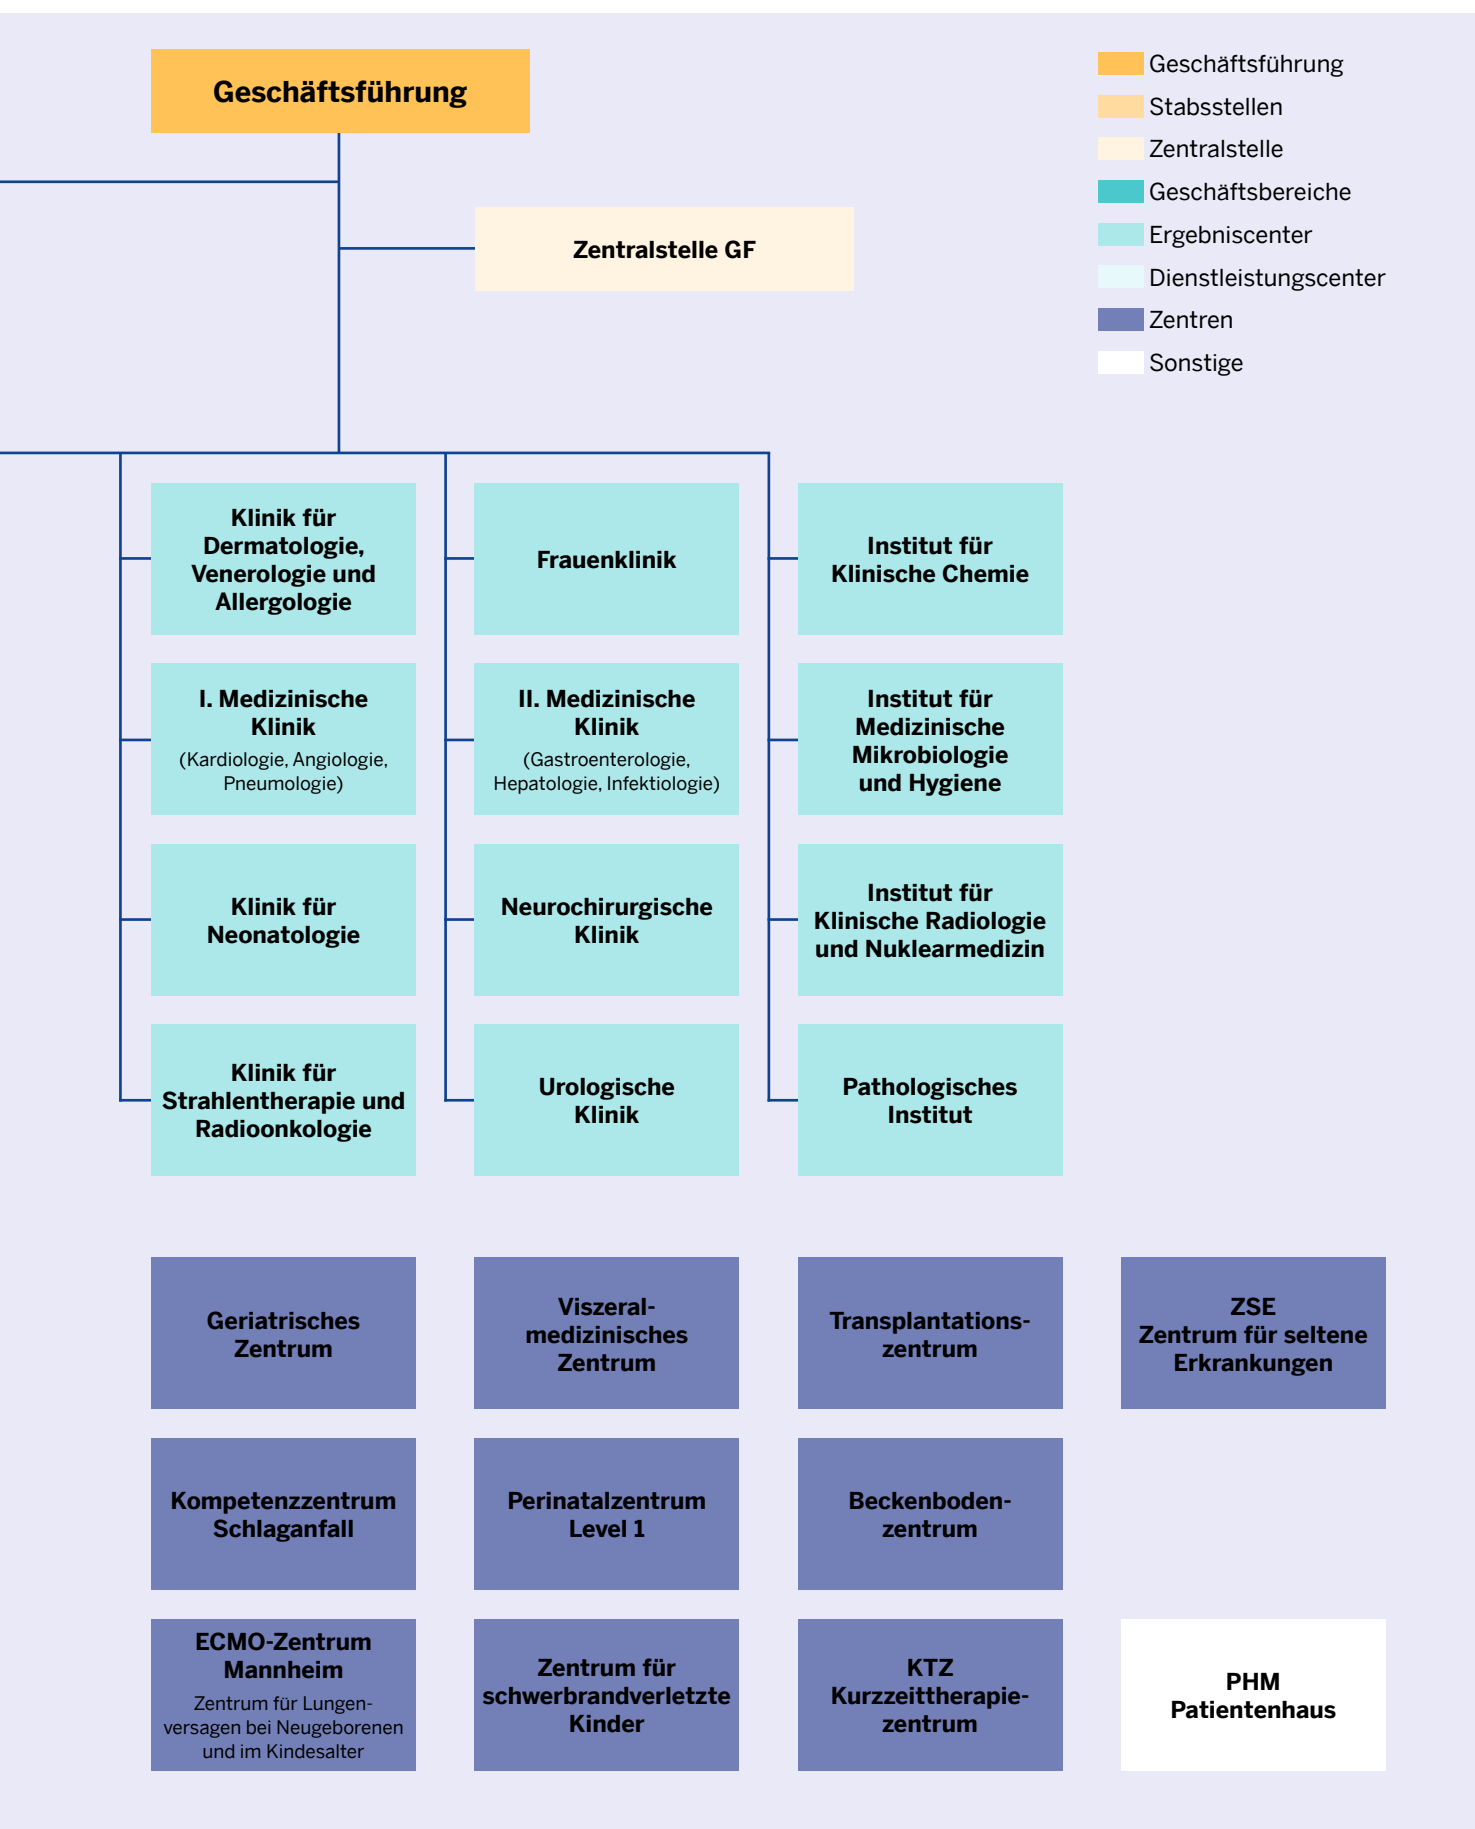 Geschäftsführung
Zentralstelle GF
Geschäftsführung
Stabsstellen
Zentralstelle
Geschäftsbereiche
Ergebniscenter
Dienstleistungscenter
Zentren
Sonstige
Klinik für
Dermatologie,
Venerologie und
Allergologie
Frauenklinik
Institut für
Klinische Chemie
I. Medizinische
Klinik
(Kardiologie, Angiologie,
Pneumologie)
II. Medizinische
Klinik
(Gastroenterologie,
Hepatologie, Infektiologie)
Institut für
Medizinische
Mikrobiologie
und Hygiene
Klinik für
Neonatologie
Neurochirurgische
Klinik
Institut für
Klinische Radiologie
und Nuklearmedizin
Klinik für
Strahlentherapie und
Radioonkologie
Urologische
Klinik
Pathologisches
Institut
Geriatrisches
Zentrum
Viszeral-
medizinisches
Zentrum
Transplantations-
zentrum
ZSE
Zentrum für seltene
Erkrankungen
Kompetenzzentrum
Schlaganfall
Perinatalzentrum
Level 1
Beckenboden-
zentrum
ECMO-Zentrum
Mannheim
Zentrum für Lungen-
versagen bei Neugeborenen
und im Kindesalter
Zentrum für
schwerbrandverletzte
Kinder
KTZ
Kurzzeittherapie-
zentrum
PHM
Patientenhaus